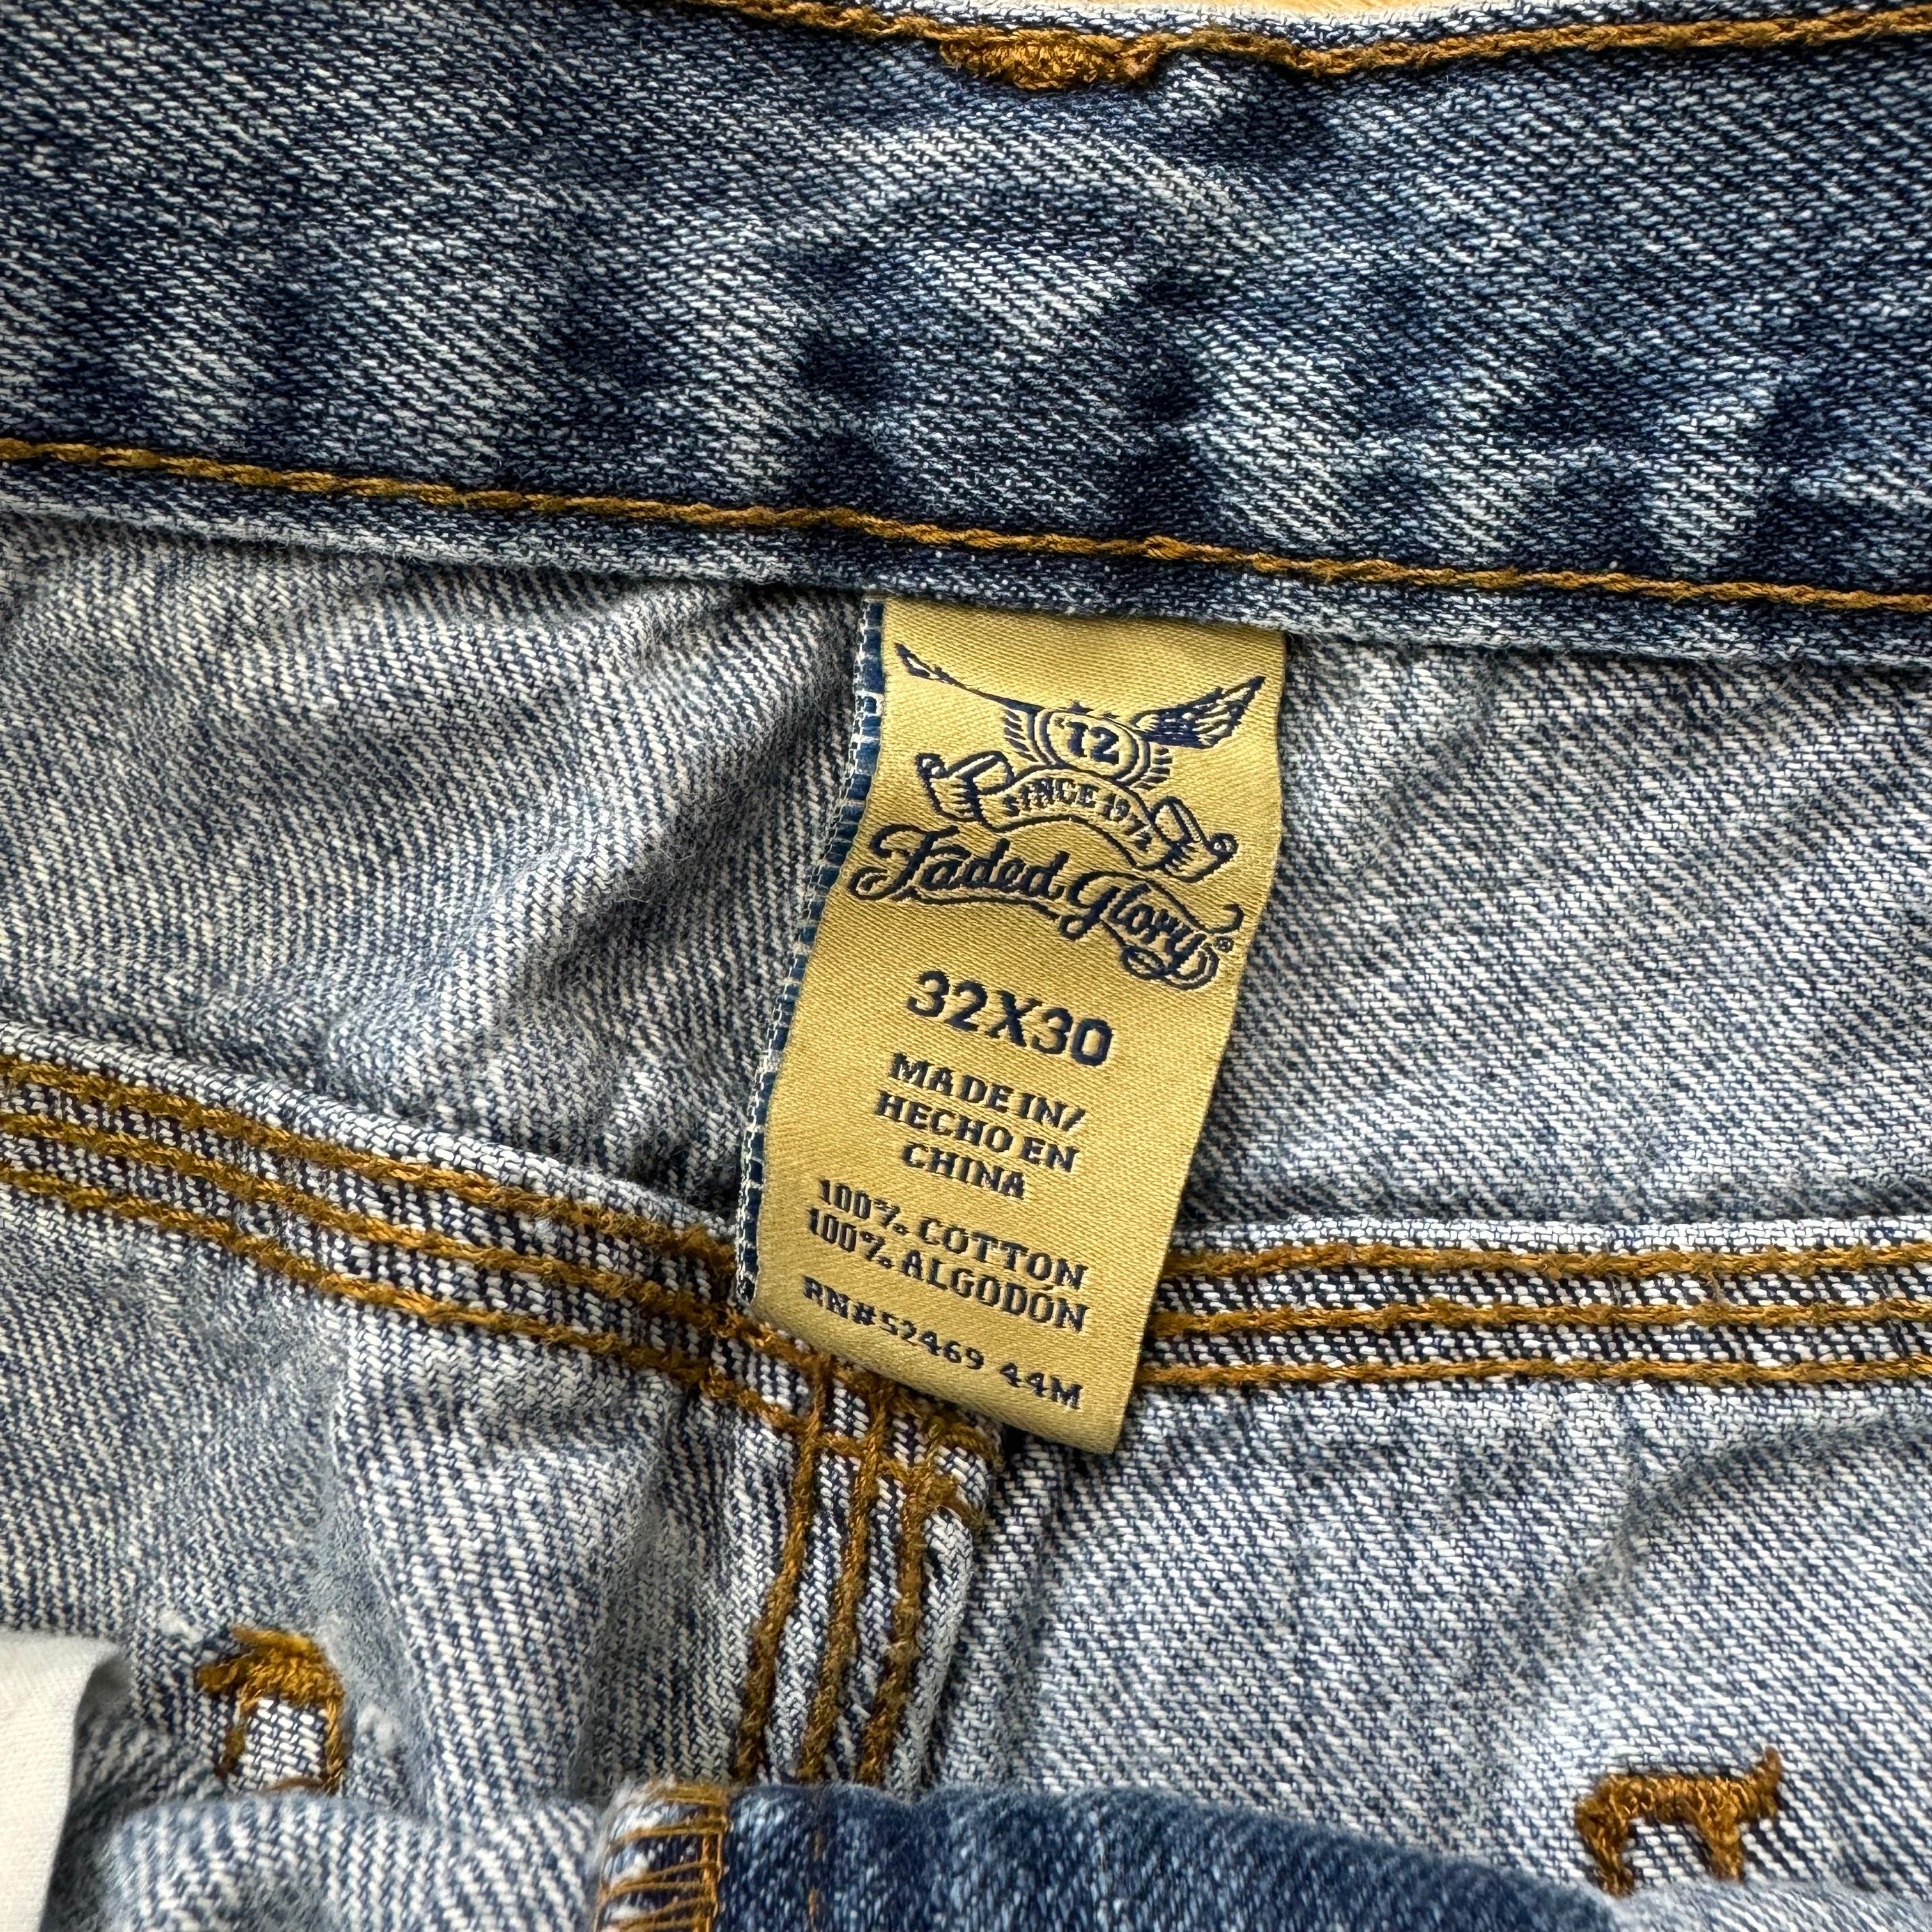 '72
SINCE 1972
Faded Glory®
32X30
MADE IN/
HECHO EN
CHINA
100% COTTON
100% ALGODÓN
RN#52469 44M